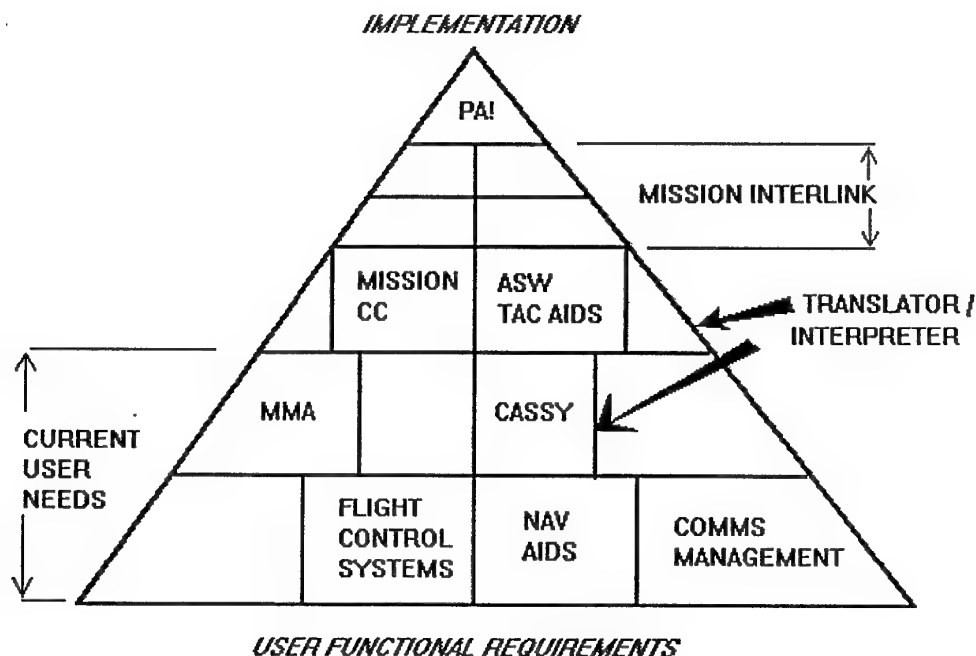 IMPLEMENTATION
PA!
MISSION INTERLINK
MISSION
CC
ASW
TAC AIDS
TRANSLATOR /
INTERPRETER
MMA
CASSY
CURRENT
USER
NEEDS
FLIGHT
CONTROL
SYSTEMS
NAV
AIDS
COMMS
MANAGEMENT
USER FUNCTIONAL REQUIREMENTS